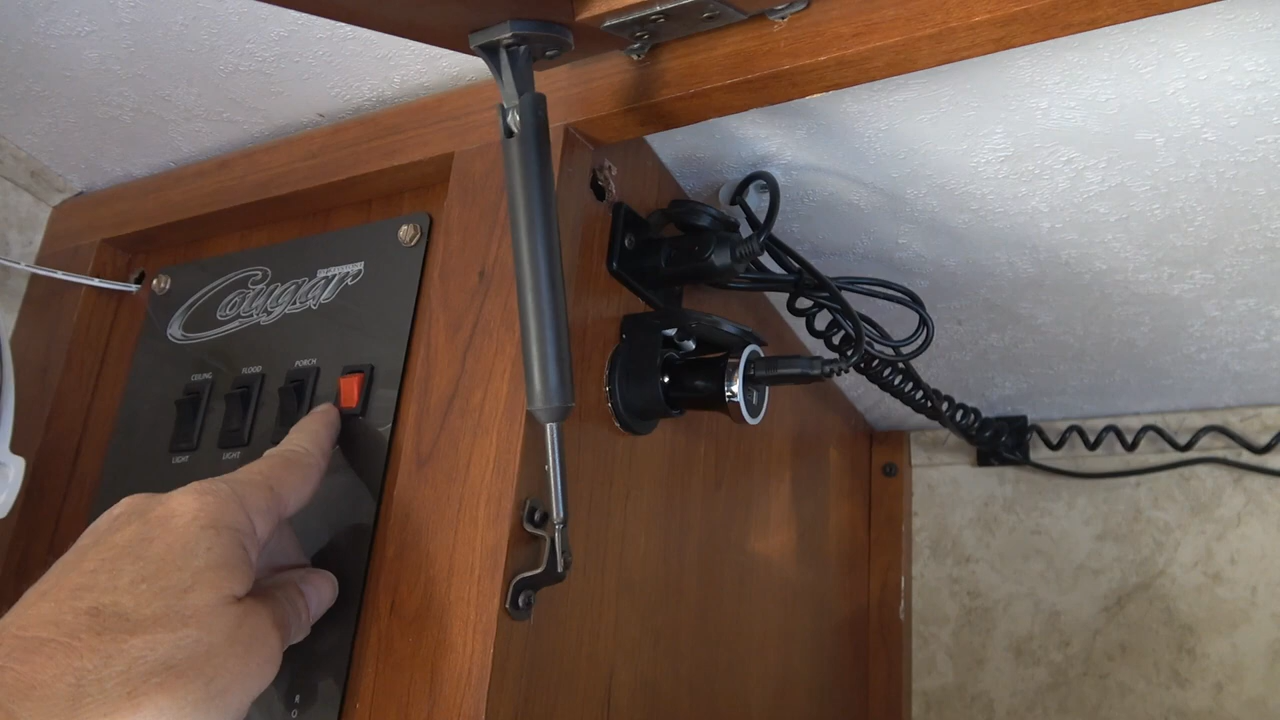 Cougar
CEILING
FLOOD
PORCH
LIGHT
LIGHT
R
O